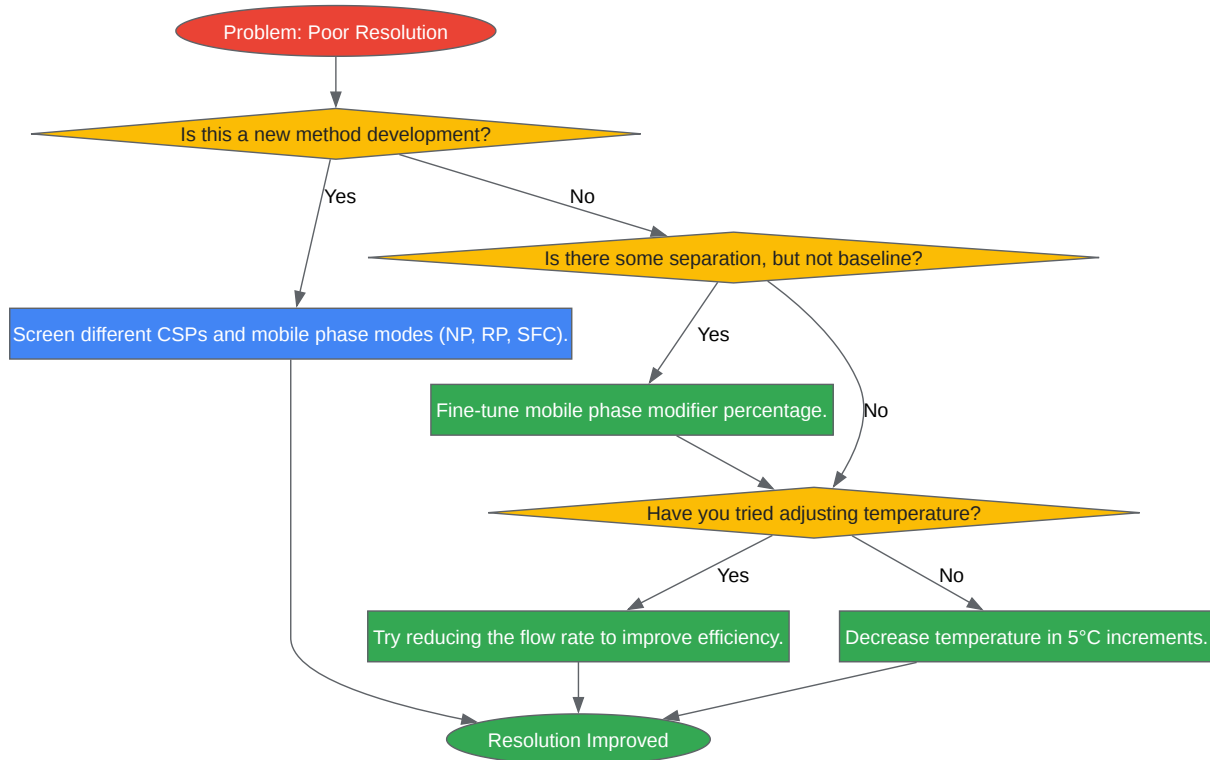 Problem: Poor Resolution
Is this a new method development?
Yes
No
Is there some separation, but not baseline?
Screen different CSPs and mobile phase modes (NP, RP, SFC).
Yes
Fine-tune mobile phase modifier percentage.
No
Have you tried adjusting temperature?
Yes
No
Try reducing the flow rate to improve efficiency.
Decrease temperature in 5°C increments.
Resolution Improved